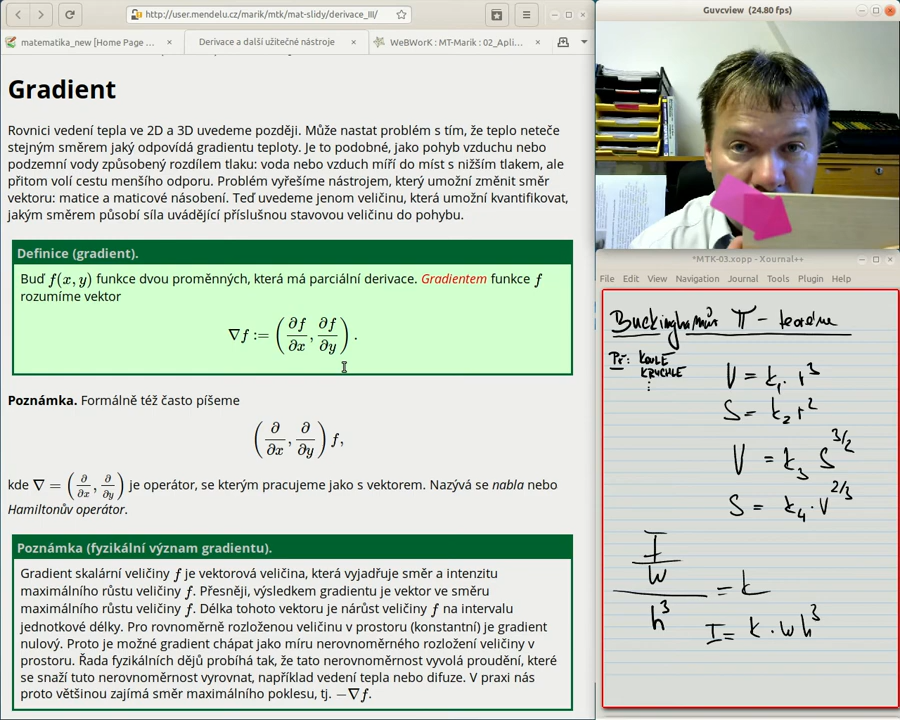 http://user.mendelu.cz/marik/mtk/mat-slidy/derivace_III/
matematika_new [Home Page ...
Derivace a další užitečné nástroje
WeBWorK : MT-Marik : 02_Apli...
Gradient
Rovnici vedení tepla ve 2D a 3D uvedeme později. Může nastat problém s tím, že teplo neteče
stejným směrem jaký odpovídá gradientu teploty. Je to podobné, jako pohyb vzduchu nebo
podzemní vody způsobený rozdílem tlaku: voda nebo vzduch míří do míst s nižším tlakem, ale
přitom volí cestu menšího odporu. Problém vyřešíme nástrojem, který umožní změnit směr
vektoru: matice a maticové násobení. Teď uvedeme jenom veličinu, která umožní kvantifikovat,
jakým směrem působí síla uvádějící příslušnou stavovou veličinu do pohybu.
Definice (gradient).
Buď f(x, y) funkce dvou proměnných, která má parciální derivace. Gradientem funkce f
rozumíme vektor
∇f := (∂f/∂x, ∂f/∂y).
Poznámka. Formálně též často píšeme
(∂/∂x, ∂/∂y) f,
kde ∇ = (∂/∂x, ∂/∂y) je operátor, se kterým pracujeme jako s vektorem. Nazývá se nabla nebo
Hamiltonův operátor.
Poznámka (fyzikální význam gradientu).
Gradient skalární veličiny f je vektorová veličina, která vyjadřuje směr a intenzitu
maximálního růstu veličiny f. Přesněji, výsledkem gradientu je vektor ve směru
maximálního růstu veličiny f. Délka tohoto vektoru je nárůst veličiny f na intervalu
jednotkové délky. Pro rovnoměrně rozloženou veličinu v prostoru (konstantní) je gradient
nulový. Proto je možné gradient chápat jako míru nerovnoměrného rozložení veličiny v
prostoru. Řada fyzikálních dějů probíhá tak, že tato nerovnoměrnost vyvolá proudění, které
se snaží tuto nerovnoměrnost vyrovnat, například vedení tepla nebo difuze. V praxi nás
proto většinou zajímá směr maximálního poklesu, tj. −∇f.
Guvcview (24.80 fps)
*MTK-03.xopp - Xournal++
File Edit View Navigation Journal Tools Plugin Help
Buckinghamův π - teorém
Př: KOULE
KRYCHLE
⋮
V = k₁ · r³
S = k₂ r²
V = k₃ S^{3/2}
S = k₄ · V^{2/3}
I
w
h³
= k
I = k · w h³